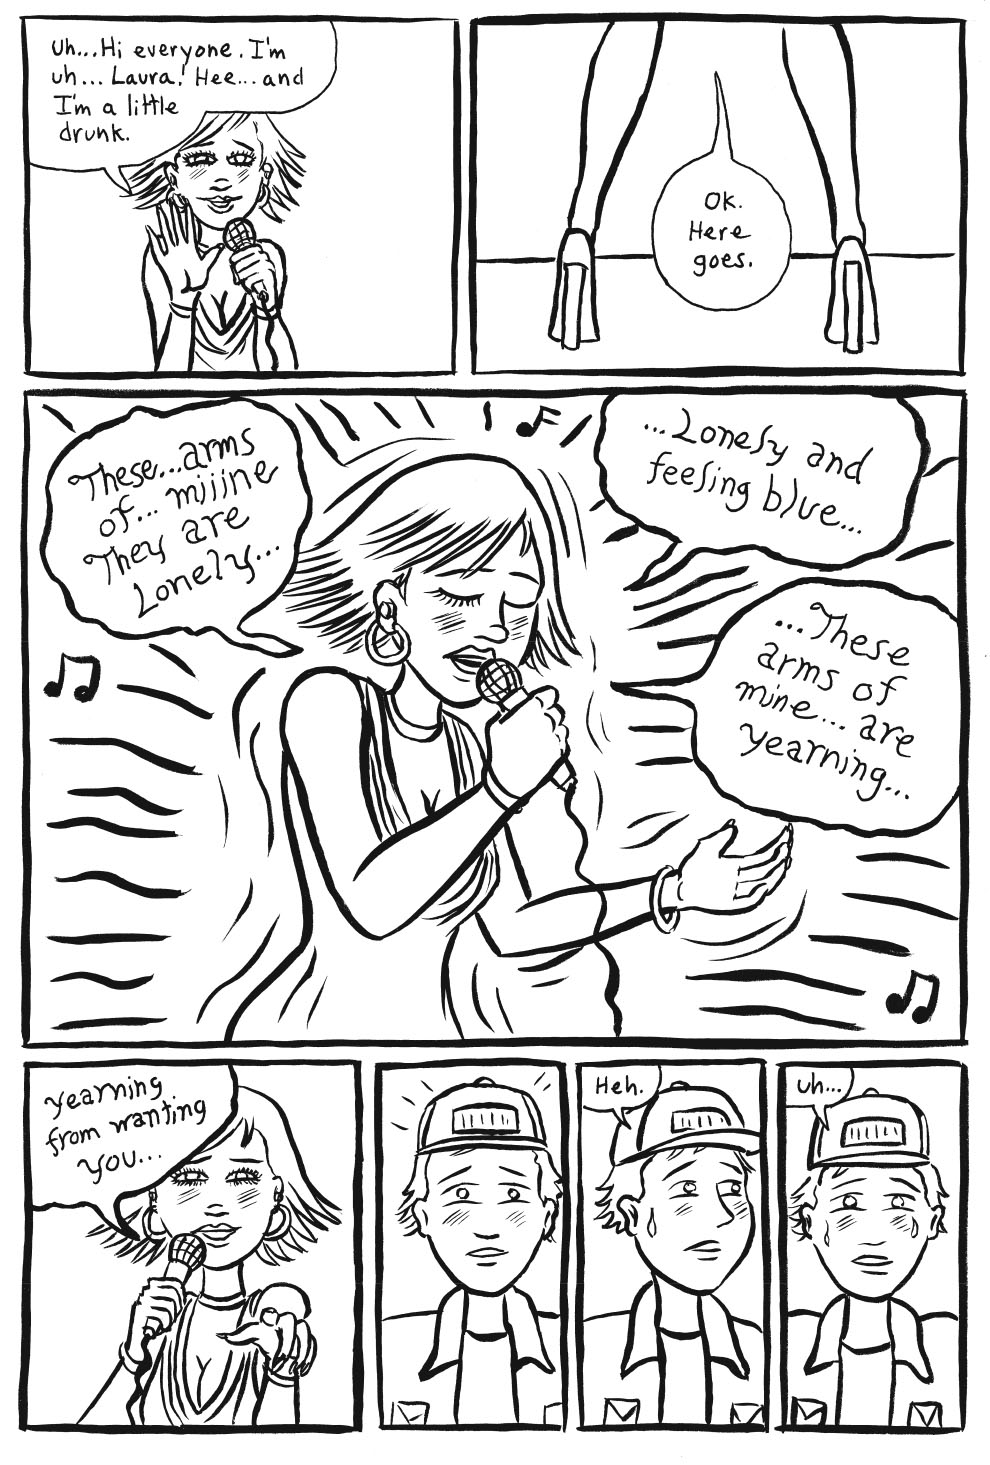 Uh...Hi everyone. I'm
uh... Laura! Hee... and
I'm a little
drunk.
Ok.
Here
goes.
These...arms
of... miiine
They are
Lonely...
...Lonely and
feeling blue...
...These
arms of
mine... are
yearning...
yearning
from wanting
you...
Heh.
Uh...